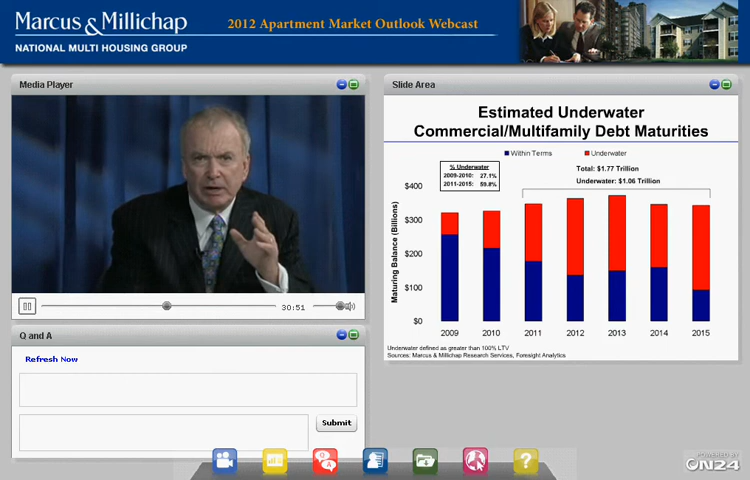 Marcus & Millichap
NATIONAL MULTI HOUSING GROUP
2012 Apartment Market Outlook Webcast
Media Player
30:51
Q and A
Refresh Now
Submit
Slide Area
Estimated Underwater
Commercial/Multifamily Debt Maturities
Within Terms Underwater
% Underwater
2009-2010: 27.1%
2011-2015: 59.8%
Total: $1.77 Trillion
Underwater: $1.06 Trillion
Maturing Balance (Billions)
$400
$300
$200
$100
$0
2009 2010 2011 2012 2013 2014 2015
Underwater defined as greater than 100% LTV
Sources: Marcus & Millichap Research Services, Foresight Analytics
Q
A
?
POWERED BY
ON24